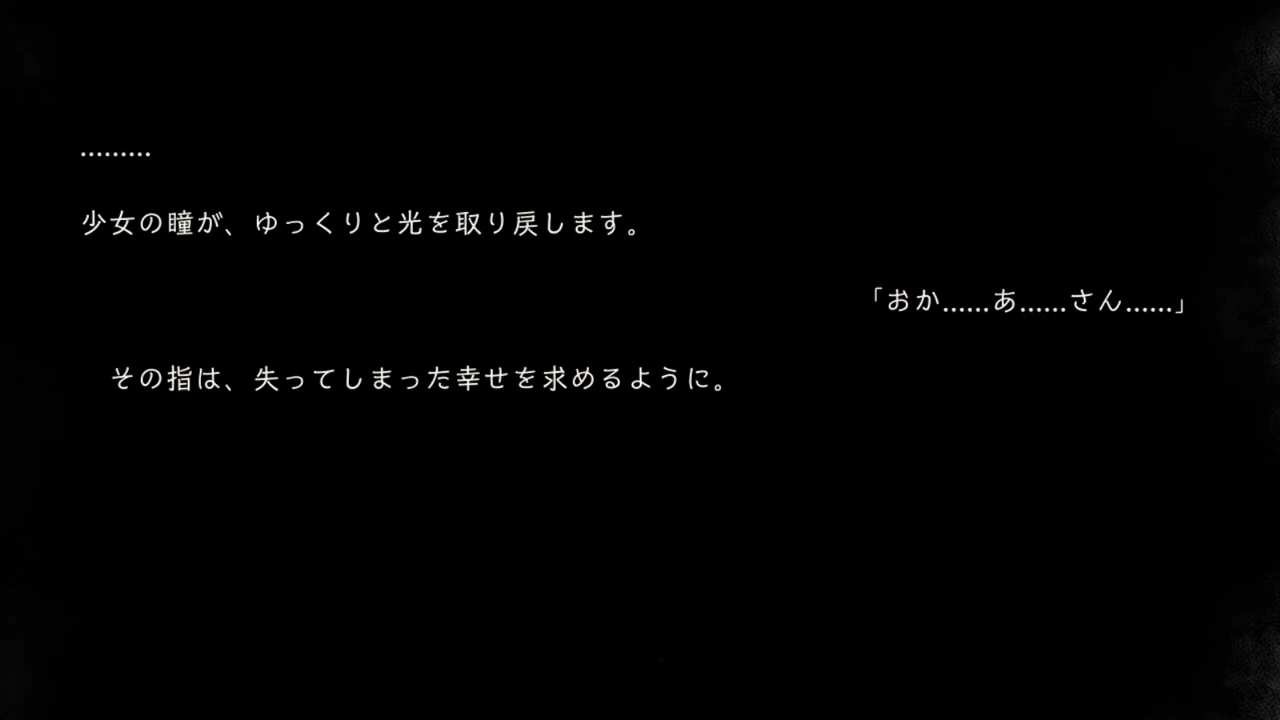 ………
少女の瞳が、ゆっくりと光を取り戻します。
「おか……あ……さん……」
その指は、失ってしまった幸せを求めるように。